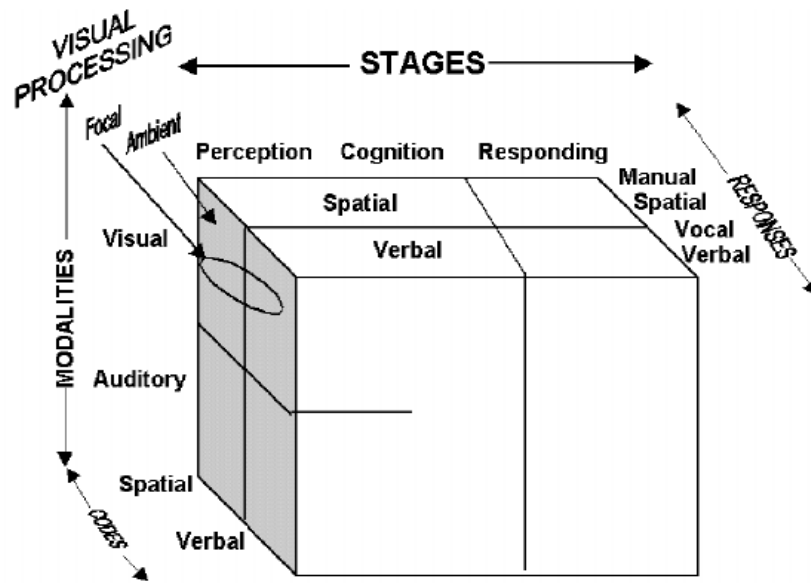 VISUAL
PROCESSING
STAGES
Focal
Ambient
Perception Cognition Responding
Manual
Spatial
Vocal
Verbal
RESPONSES
Spatial
Verbal
Visual
MODALITIES
Auditory
Spatial
Verbal
CODES